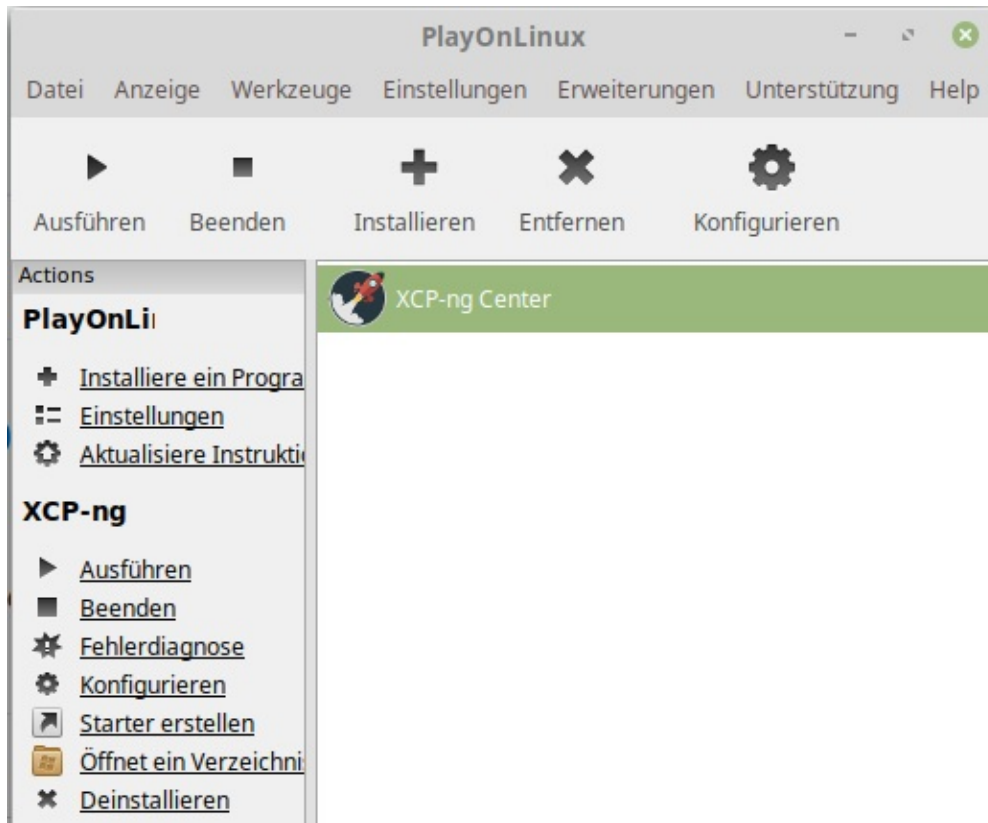 PlayOnLinux
Datei Anzeige Werkzeuge Einstellungen Erweiterungen Unterstützung Help
Ausführen Beenden Installieren Entfernen Konfigurieren
Actions
PlayOnLi
Installiere ein Progra
Einstellungen
Aktualisiere Instrukti
XCP-ng
Ausführen
Beenden
Fehlerdiagnose
Konfigurieren
Starter erstellen
Öffnet ein Verzeichni
Deinstallieren
XCP-ng Center